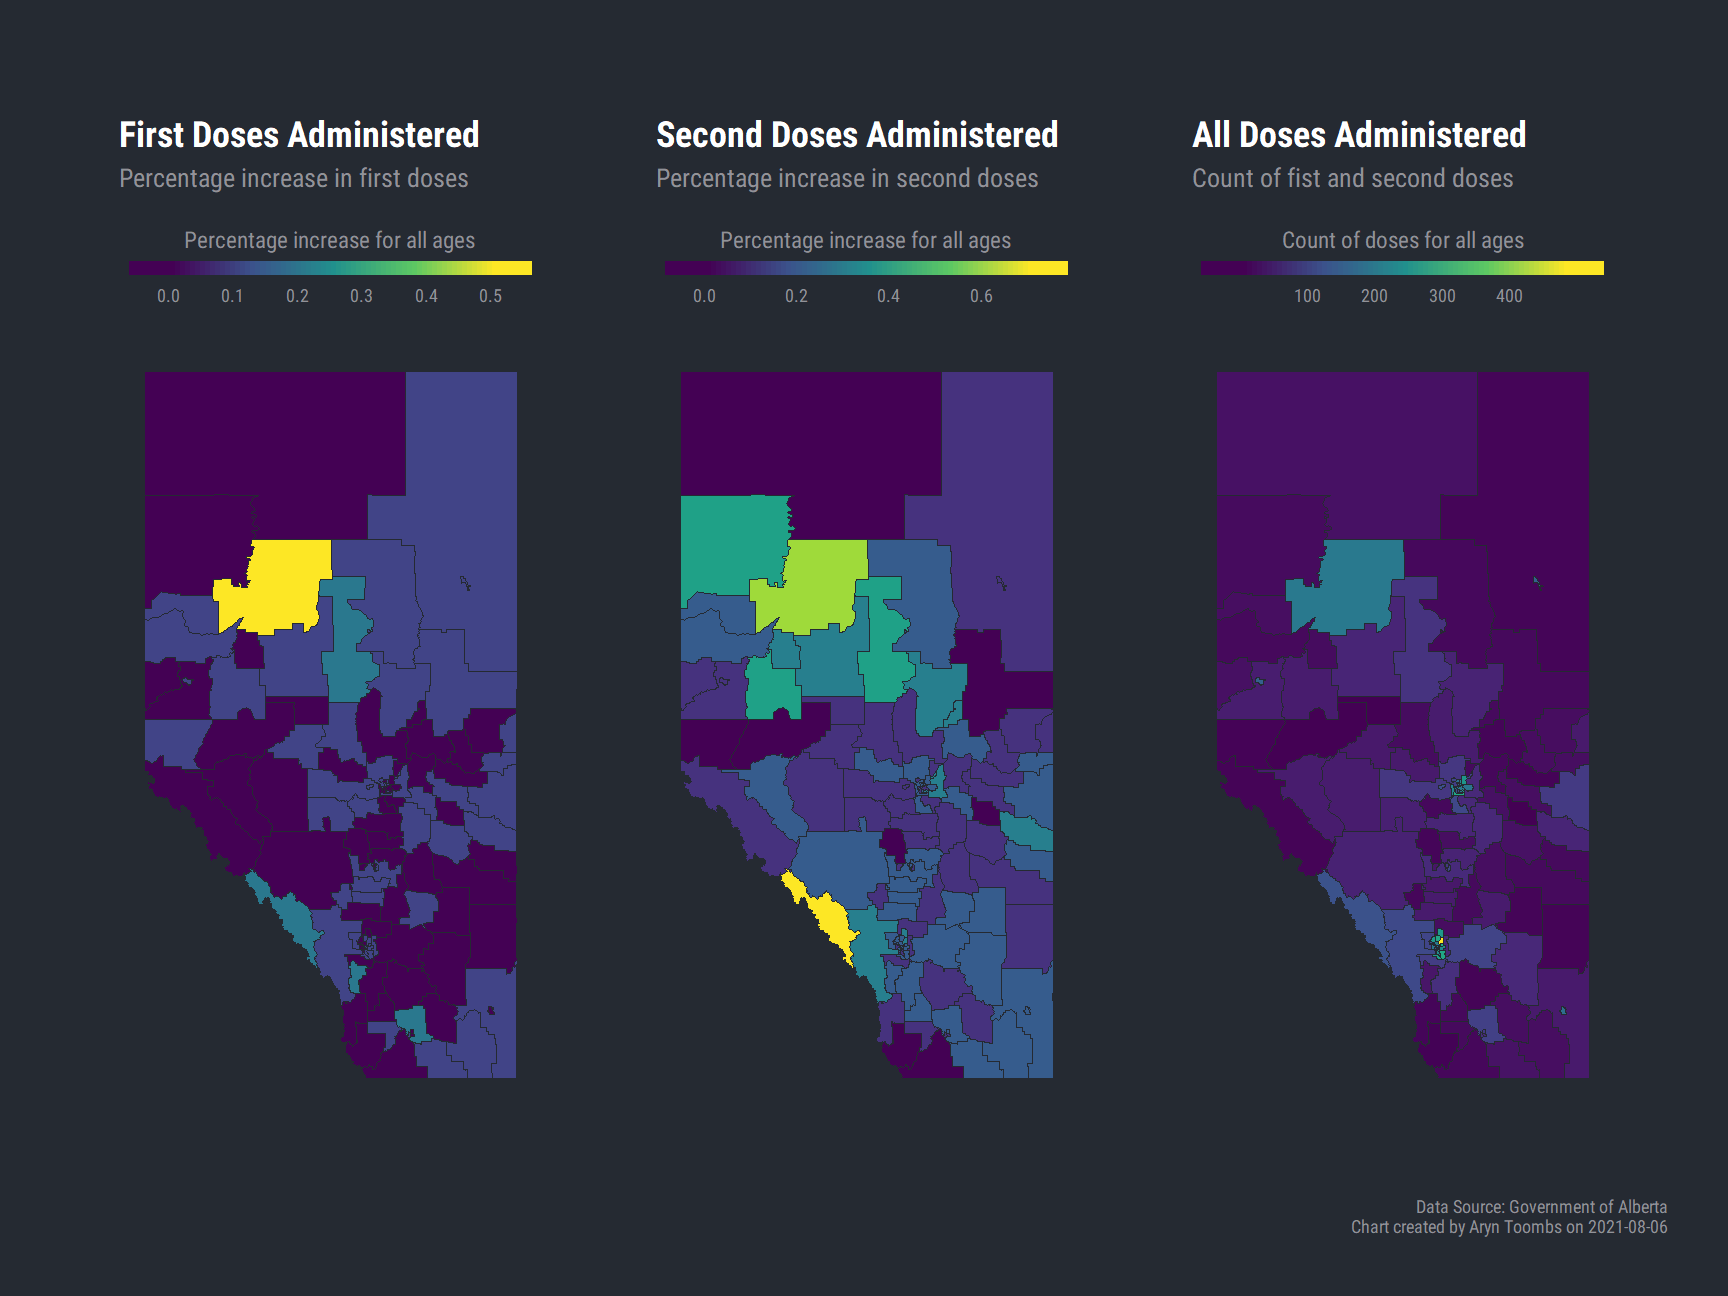 First Doses Administered
Percentage increase in first doses
Percentage increase for all ages
0.0 0.1 0.2 0.3 0.4 0.5
Second Doses Administered
Percentage increase in second doses
Percentage increase for all ages
0.0 0.2 0.4 0.6
All Doses Administered
Count of fist and second doses
Count of doses for all ages
100 200 300 400
Data Source: Government of Alberta
Chart created by Aryn Toombs on 2021-08-06